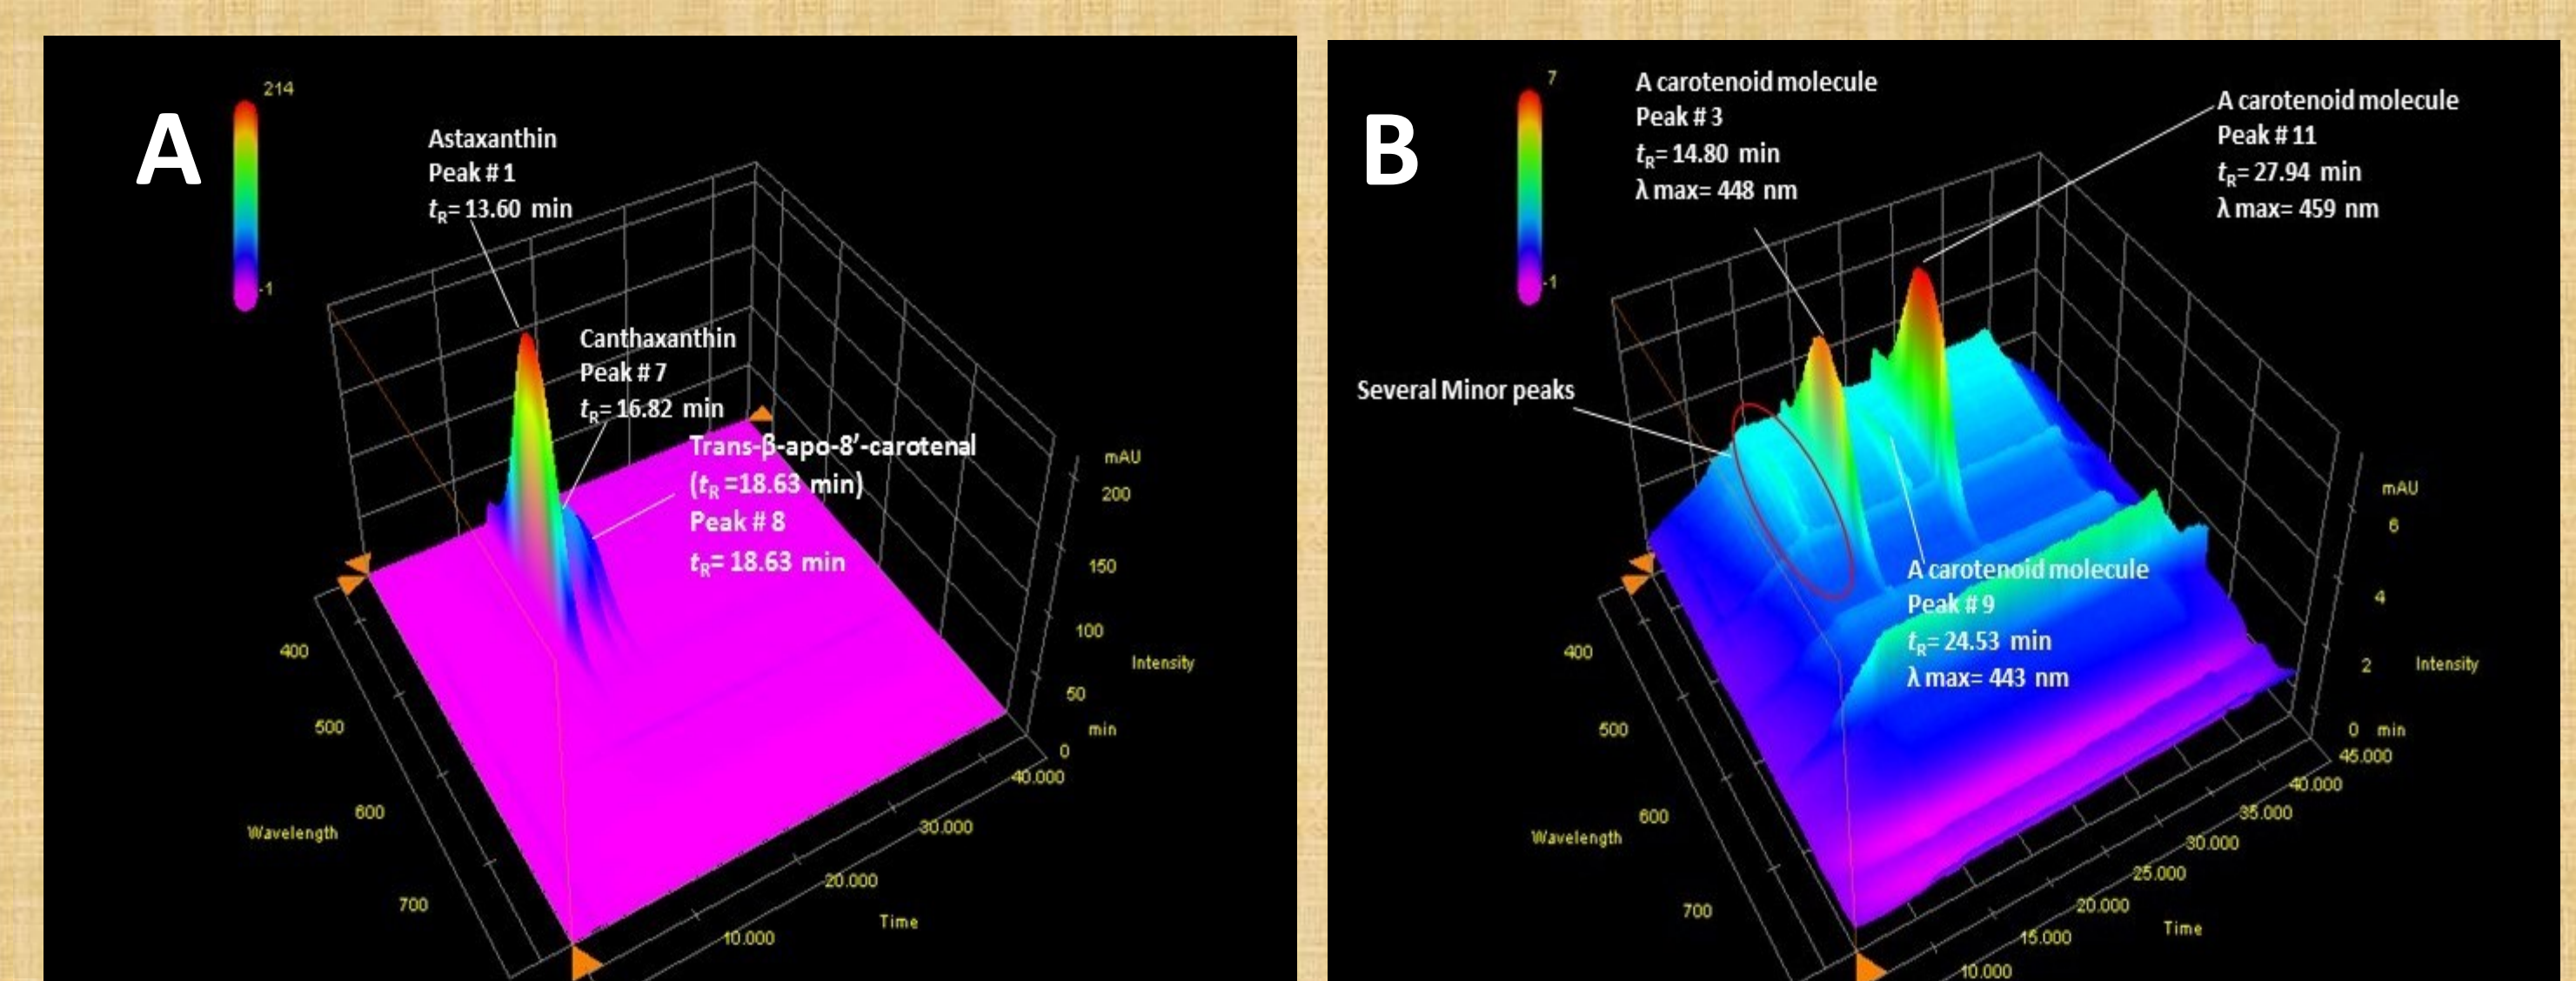 A
214
-1
Astaxanthin
Peak # 1
tR= 13.60 min
Canthaxanthin
Peak # 7
tR= 16.82 min
Trans-β-apo-8’-carotenal
(tR =18.63 min)
Peak # 8
tR= 18.63 min
mAU
200
150
100
50
0
Intensity
min
400
500
600
700
Wavelength
10.000
20.000
30.000
40.000
Time
B
7
-1
A carotenoid molecule
Peak # 3
tR= 14.80 min
λ max= 448 nm
A carotenoid molecule
Peak # 11
tR= 27.94 min
λ max= 459 nm
Several Minor peaks
A carotenoid molecule
Peak # 9
tR= 24.53 min
λ max= 443 nm
mAU
6
4
2
0
Intensity
min
400
500
600
700
Wavelength
10.000
15.000
20.000
25.000
30.000
35.000
40.000
45.000
Time